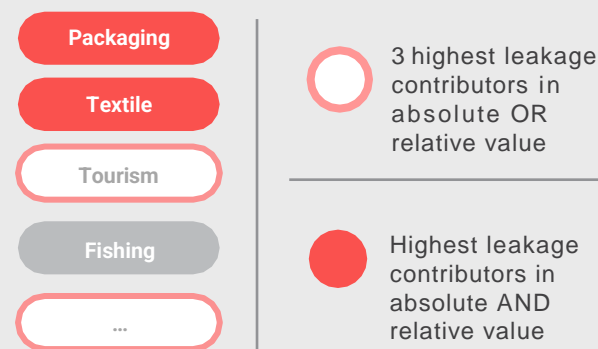 Packaging
Textile
Tourism
Fishing
...
3 highest leakage
contributors in
absolute OR
relative value
Highest leakage
contributors in
absolute AND
relative value